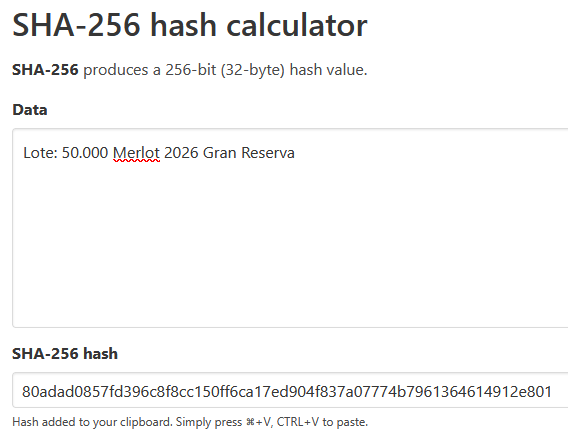 SHA-256 hash calculator
SHA-256 produces a 256-bit (32-byte) hash value.
Data
Lote: 50.000 Merlot 2026 Gran Reserva
SHA-256 hash
80adad0857fd396c8f8cc150ff6ca17ed904f837a07774b7961364614912e801
Hash added to your clipboard. Simply press ⌘+V, CTRL+V to paste.